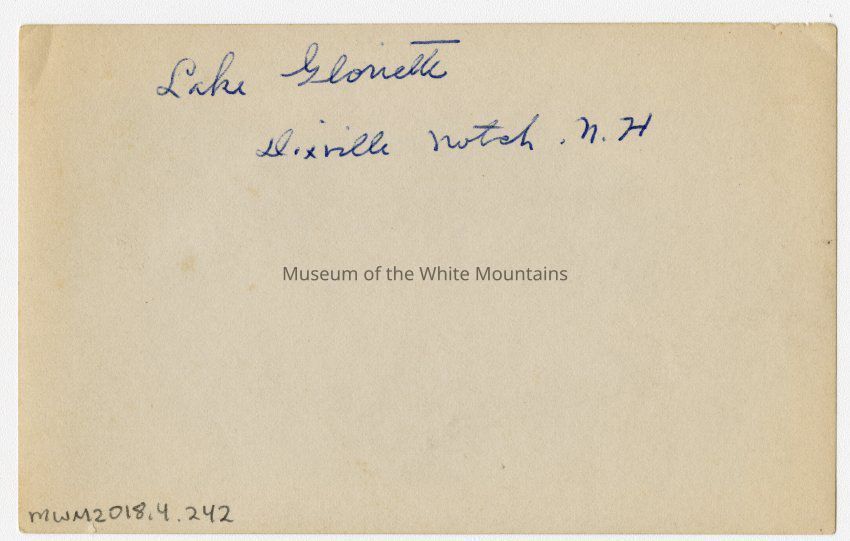 Lake Gloriette
Dixville Notch . N. H
Museum of the White Mountains
MWM2018.4.242